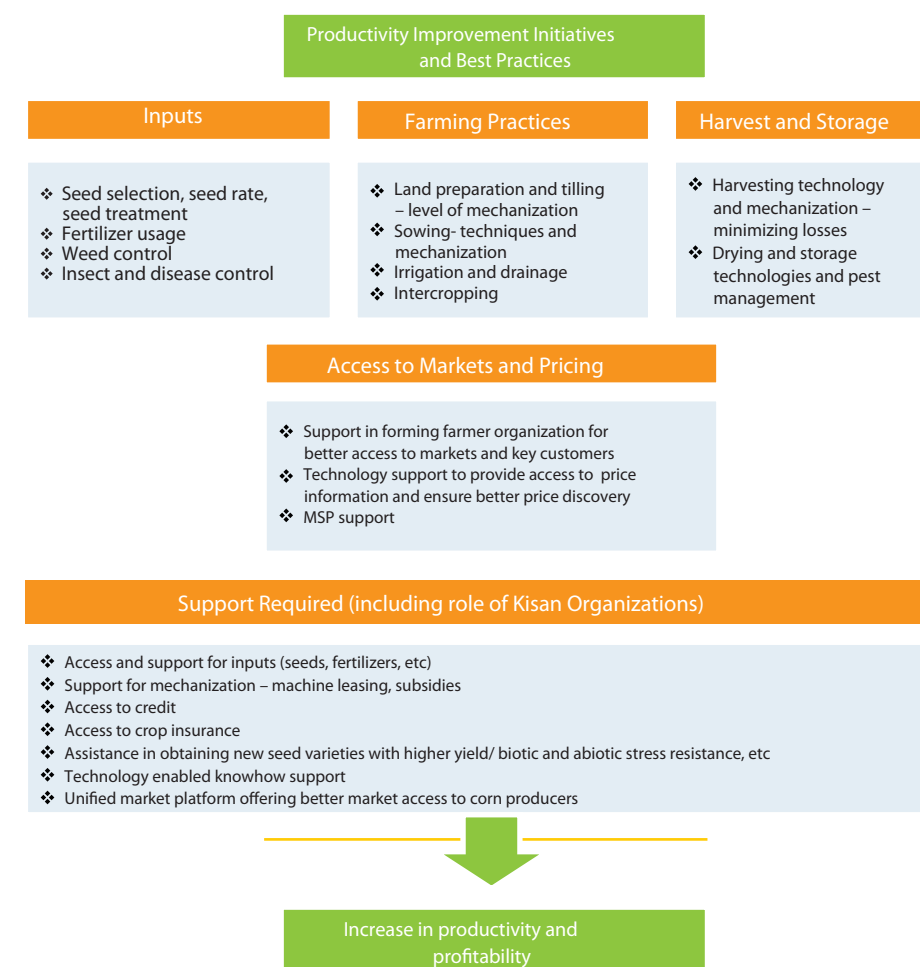 Productivity Improvement Initiatives
and Best Practices
Inputs
❖ Seed selection, seed rate,
seed treatment
❖ Fertilizer usage
❖ Weed control
❖ Insect and disease control
Farming Practices
❖ Land preparation and tilling
– level of mechanization
❖ Sowing- techniques and
mechanization
❖ Irrigation and drainage
❖ Intercropping
Harvest and Storage
❖ Harvesting technology
and mechanization –
minimizing losses
❖ Drying and storage
technologies and pest
management
Access to Markets and Pricing
❖ Support in forming farmer organization for
better access to markets and key customers
❖ Technology support to provide access to price
information and ensure better price discovery
❖ MSP support
Support Required (including role of Kisan Organizations)
❖ Access and support for inputs (seeds, fertilizers, etc)
❖ Support for mechanization – machine leasing, subsidies
❖ Access to credit
❖ Access to crop insurance
❖ Assistance in obtaining new seed varieties with higher yield/ biotic and abiotic stress resistance, etc
❖ Technology enabled knowhow support
❖ Unified market platform offering better market access to corn producers
Increase in productivity and
profitability